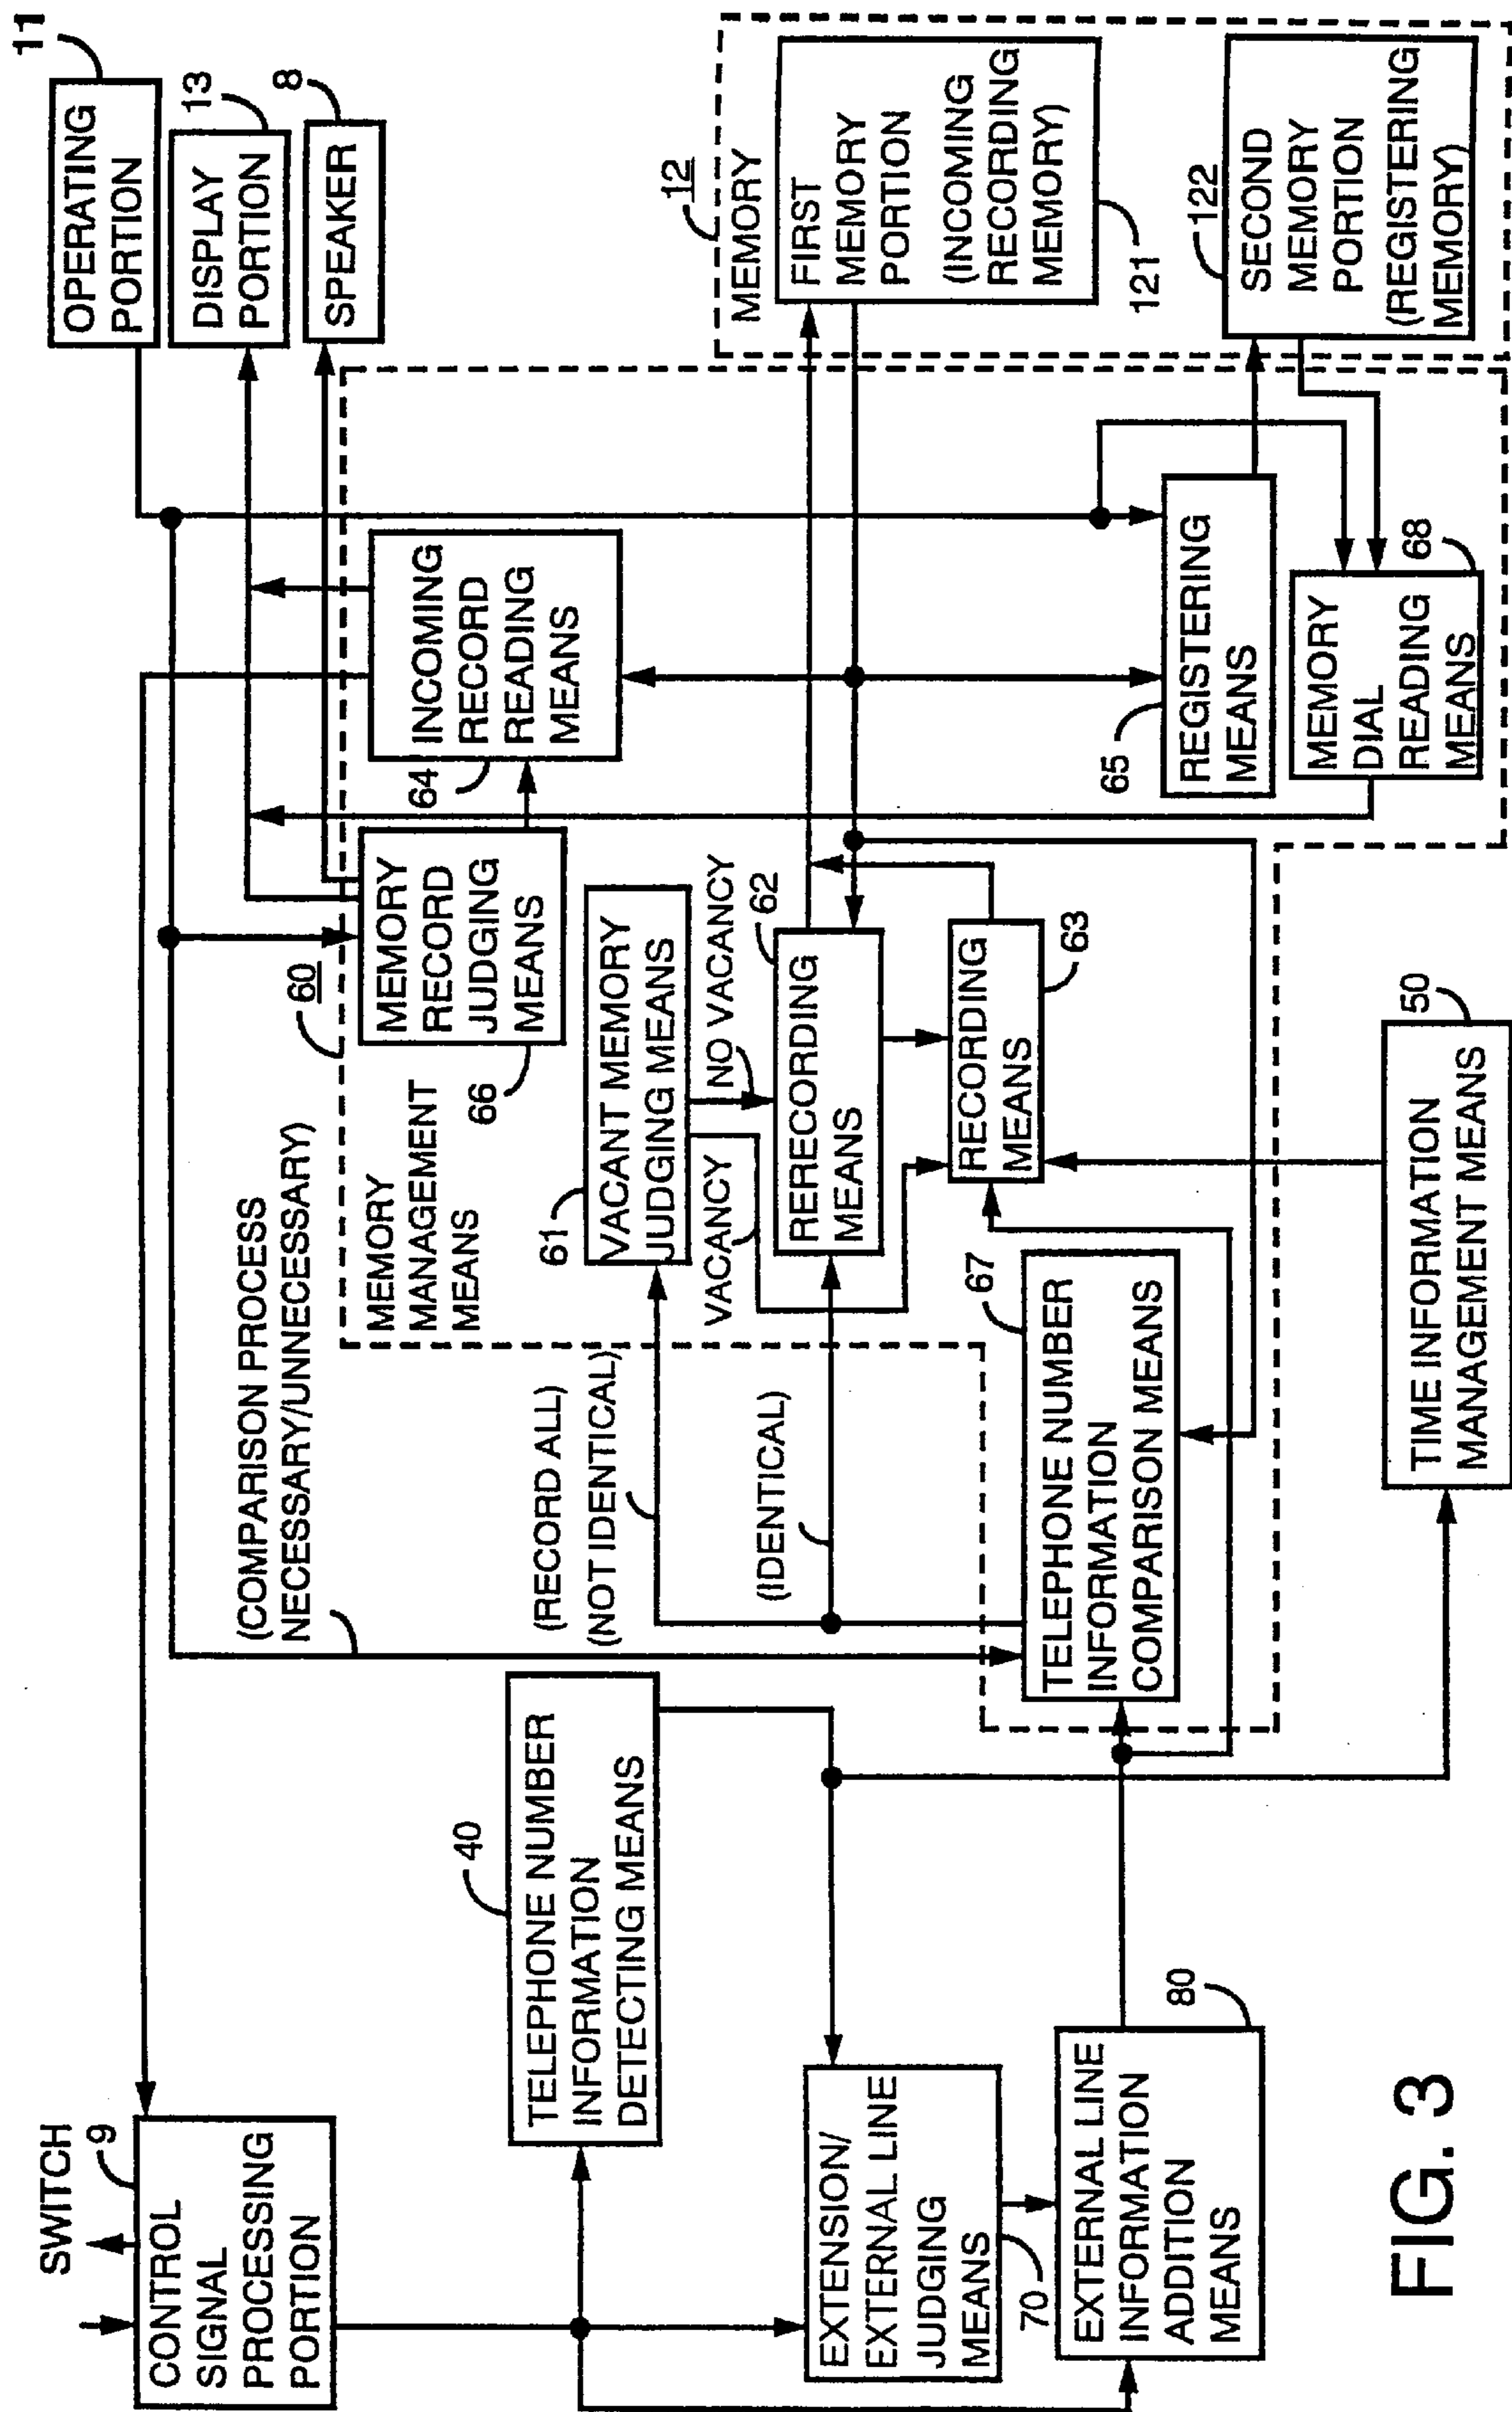 SWITCH
9
CONTROL
SIGNAL
PROCESSING
PORTION
11
OPERATING
PORTION
13
DISPLAY
PORTION
8
SPEAKER
(COMPARISON PROCESS
NECESSARY/UNNECESSARY)
60
MEMORY
MANAGEMENT
MEANS
66
MEMORY
RECORD
JUDGING
MEANS
64
INCOMING
RECORD
READING
MEANS
40
TELEPHONE NUMBER
INFORMATION
DETECTING MEANS
(RECORD ALL)
(NOT IDENTICAL)
(IDENTICAL)
61
VACANT MEMORY
JUDGING MEANS
VACANCY
NO VACANCY
62
RERECORDING
MEANS
RECORDING
MEANS
63
12
MEMORY
FIRST
MEMORY
PORTION
(INCOMING
RECORDING
MEMORY)
121
122
SECOND
MEMORY
PORTION
(REGISTERING
MEMORY)
65
REGISTERING
MEANS
MEMORY
DIAL
READING
MEANS
68
EXTENSION/
EXTERNAL LINE
JUDGING
MEANS
70
80
EXTERNAL LINE
INFORMATION
ADDITION
MEANS
67
TELEPHONE NUMBER
INFORMATION
COMPARISON MEANS
50
TIME INFORMATION
MANAGEMENT MEANS
FIG. 3